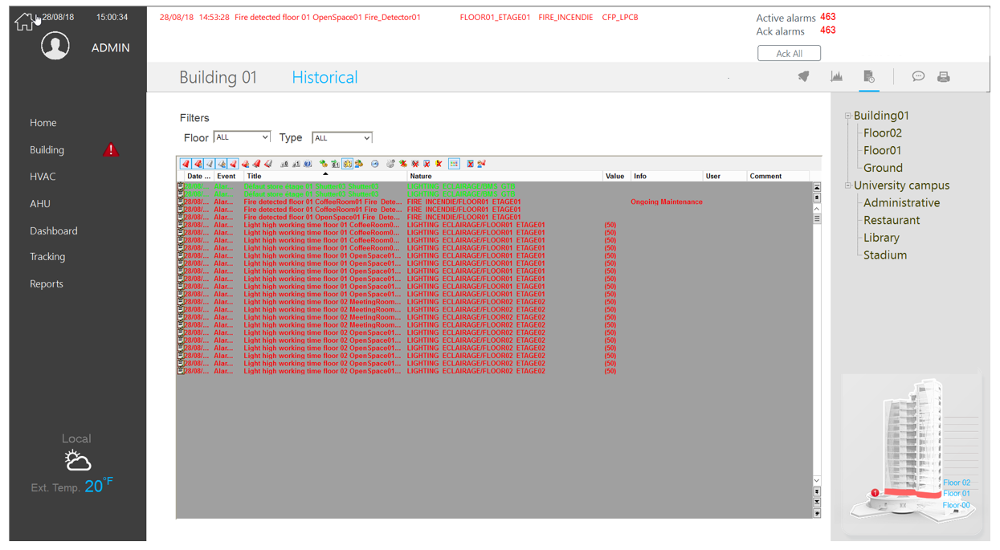 28/08/18 15:00:34 28/08/18 14:53:28 Fire detected floor 01 OpenSpace01 Fire_Detector01 FLOOR01_ETAGE01 FIRE_INCENDIE CFP_LPCB Active alarms 463
Ack alarms 463
ADMIN
Ack All
Building 01 Historical
Filters
Floor ALL Type ALL
Date ... Event Title Nature Value Info User Comment
Alar... etage 01 Shutter03 Shutter03 LIGHTING ECLAIRAGE/BMS
Alar... etage 01 Shutter03 Shutter03 LIGHTING ECLAIRAGE/BMS
28/08/... Alar... Fire detected floor 01 CoffeeRoom01 Fire_Dete... FIRE_INCENDIE/FLOOR01_ETAGE01 Ongoing Maintenance
28/08/... Alar... Fire detected floor 01 CoffeeRoom01 Fire_Dete... FIRE_INCENDIE/FLOOR01_ETAGE01
28/08/... Alar... Fire detected floor 01 OpenSpace01 Fire_Dete... FIRE_INCENDIE/FLOOR01_ETAGE01
28/08/... Alar... Light high working time floor 01 CoffeeRoom0... LIGHTING_ECLAIRAGE/FLOOR01_ETAGE01 (50)
28/08/... Alar... Light high working time floor 01 CoffeeRoom0... LIGHTING_ECLAIRAGE/FLOOR01_ETAGE01 (50)
28/08/... Alar... Light high working time floor 01 CoffeeRoom0... LIGHTING_ECLAIRAGE/FLOOR01_ETAGE01 (50)
28/08/... Alar... Light high working time floor 01 CoffeeRoom0... LIGHTING_ECLAIRAGE/FLOOR01_ETAGE01 (50)
28/08/... Alar... Light high working time floor 01 OpenSpace01... LIGHTING_ECLAIRAGE/FLOOR01_ETAGE01 (50)
28/08/... Alar... Light high working time floor 01 OpenSpace01... LIGHTING_ECLAIRAGE/FLOOR01_ETAGE01 (50)
28/08/... Alar... Light high working time floor 01 OpenSpace01... LIGHTING_ECLAIRAGE/FLOOR01_ETAGE01 (50)
28/08/... Alar... Light high working time floor 01 OpenSpace01... LIGHTING_ECLAIRAGE/FLOOR01_ETAGE01 (50)
28/08/... Alar... Light high working time floor 01 OpenSpace01... LIGHTING_ECLAIRAGE/FLOOR01_ETAGE01 (50)
28/08/... Alar... Light high working time floor 01 OpenSpace01... LIGHTING_ECLAIRAGE/FLOOR01_ETAGE01 (50)
28/08/... Alar... Light high working time floor 02 MeetingRoom... LIGHTING_ECLAIRAGE/FLOOR02_ETAGE02 (50)
28/08/... Alar... Light high working time floor 02 MeetingRoom... LIGHTING_ECLAIRAGE/FLOOR02_ETAGE02 (50)
28/08/... Alar... Light high working time floor 02 MeetingRoom... LIGHTING_ECLAIRAGE/FLOOR02_ETAGE02 (50)
28/08/... Alar... Light high working time floor 02 MeetingRoom... LIGHTING_ECLAIRAGE/FLOOR02_ETAGE02 (50)
28/08/... Alar... Light high working time floor 02 OpenSpace01... LIGHTING_ECLAIRAGE/FLOOR02_ETAGE02 (50)
28/08/... Alar... Light high working time floor 02 OpenSpace01... LIGHTING_ECLAIRAGE/FLOOR02_ETAGE02 (50)
28/08/... Alar... Light high working time floor 02 OpenSpace01... LIGHTING_ECLAIRAGE/FLOOR02_ETAGE02 (50)
28/08/... Alar... Light high working time floor 02 OpenSpace01... LIGHTING_ECLAIRAGE/FLOOR02_ETAGE02 (50)
28/08/... Alar... Light high working time floor 02 OpenSpace01... LIGHTING_ECLAIRAGE/FLOOR02_ETAGE02 (50)
28/08/... Alar... Light high working time floor 02 OpenSpace01... LIGHTING_ECLAIRAGE/FLOOR02_ETAGE02 (50)
Home
Building
HVAC
AHU
Dashboard
Tracking
Reports
Local
Ext. Temp. 20°F
Building01
Floor02
Floor01
Ground
University campus
Administrative
Restaurant
Library
Stadium
Floor 02
1 Floor 01
XX Floor 00